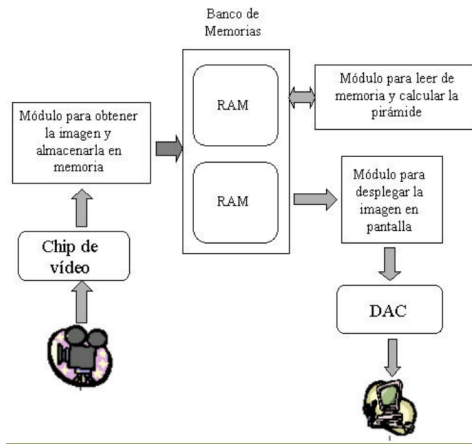 Banco de
Memorias
RAM
Módulo para leer de
memoria y calcular la
pirámide
Módulo para obtener
la imagen y
almacenarla en
memoria
RAM
Módulo para
desplegar la
imagen en
pantalla
Chip de
vídeo
DAC